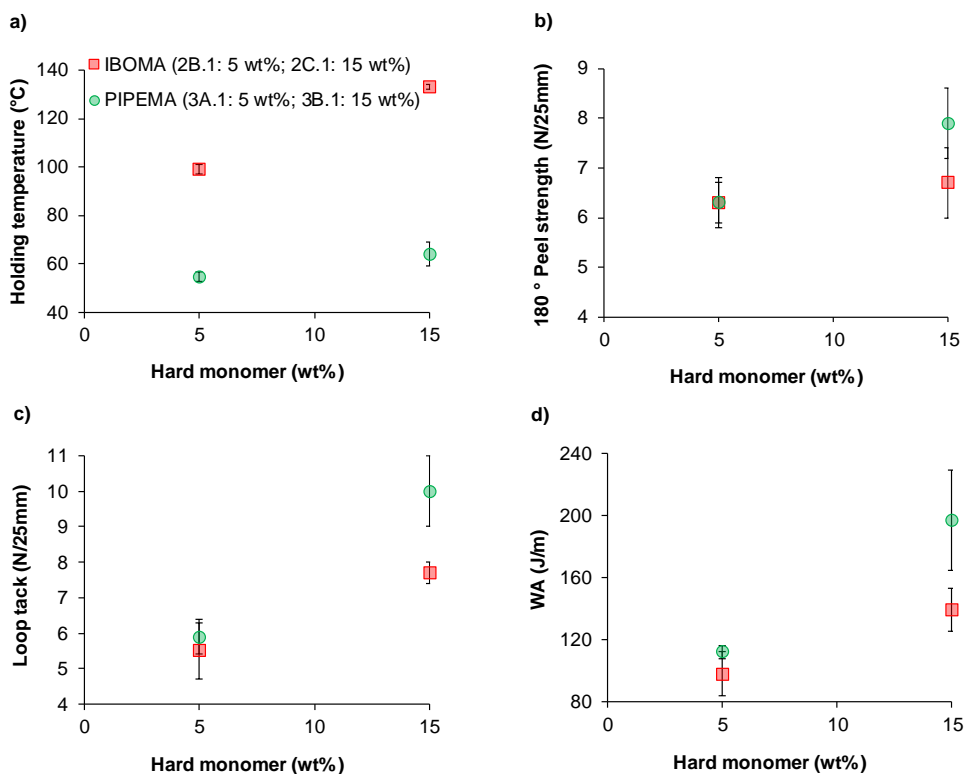 a)
IBOMA (2B.1: 5 wt%; 2C.1: 15 wt%)
PIPEMA (3A.1: 5 wt%; 3B.1: 15 wt%)
Holding temperature (°C)
140
120
100
80
60
40
0
5
10
15
Hard monomer (wt%)
b)
180 ° Peel strength (N/25mm)
9
8
7
6
5
4
0
5
10
15
Hard monomer (wt%)
c)
Loop tack (N/25mm)
11
10
9
8
7
6
5
4
0
5
10
15
Hard monomer (wt%)
d)
WA (J/m)
240
200
160
120
80
0
5
10
15
Hard monomer (wt%)